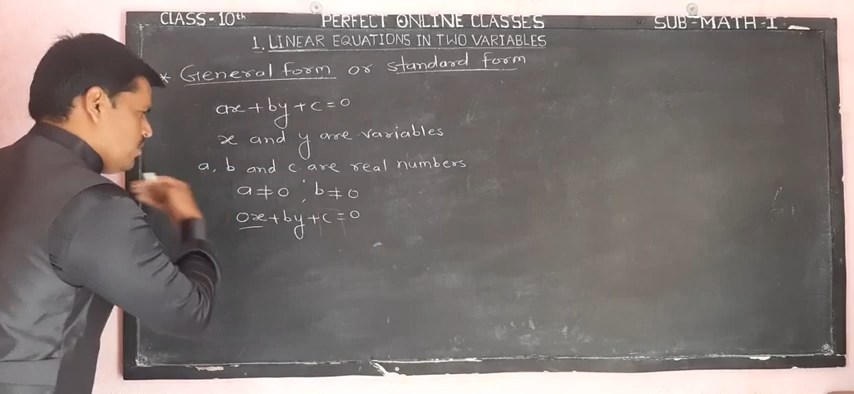 CLASS - 10th PERFECT ONLINE CLASSES SUB - MATH - I
1. LINEAR EQUATIONS IN TWO VARIABLES
* General form or standard form
ax + by + c = 0
x and y are variables
a, b and c are real numbers
a ≠ 0 ; b ≠ 0
0x + by + c = 0